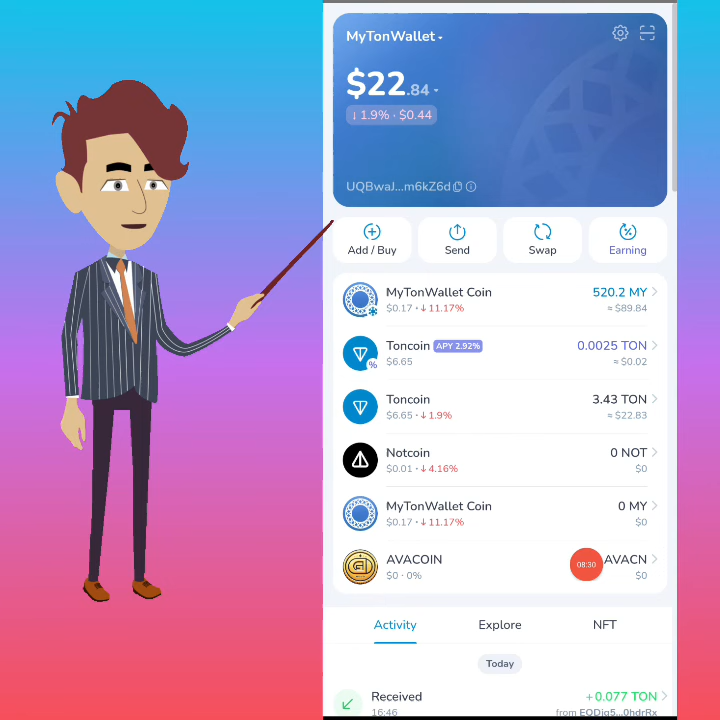 MyTonWallet
$22.84
↓ 1.9% · $0.44
UQBwaJ...m6kZ6d
Add / Buy
Send
Swap
Earning
MyTonWallet Coin
520.2 MY
$0.17 · ↓ 11.17%
≈ $89.84
Toncoin APY 2.92%
0.0025 TON
$6.65
≈ $0.02
Toncoin
3.43 TON
$6.65 · ↓ 1.9%
≈ $22.83
Notcoin
0 NOT
$0.01 · ↓ 4.16%
$0
MyTonWallet Coin
0 MY
$0.17 · ↓ 11.17%
$0
AVACOIN
08:30
AVACN
$0 · 0%
$0
Activity
Explore
NFT
Today
Received
+0.077 TON
16:46
from EQDig5...0hdrRx